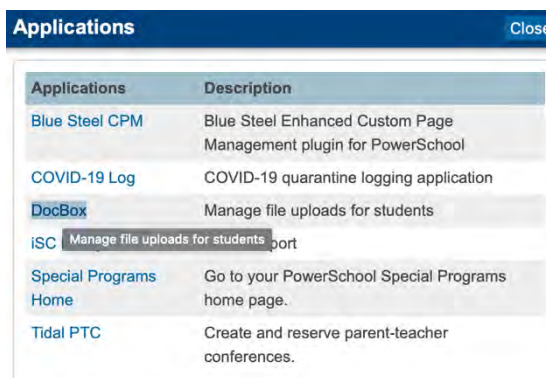 Applications
Close
Applications Description
Blue Steel CPM Blue Steel Enhanced Custom Page
Management plugin for PowerSchool
COVID-19 Log COVID-19 quarantine logging application
DocBox Manage file uploads for students
iSC Manage file uploads for students port
Special Programs Go to your PowerSchool Special Programs
Home home page.
Tidal PTC Create and reserve parent-teacher
conferences.